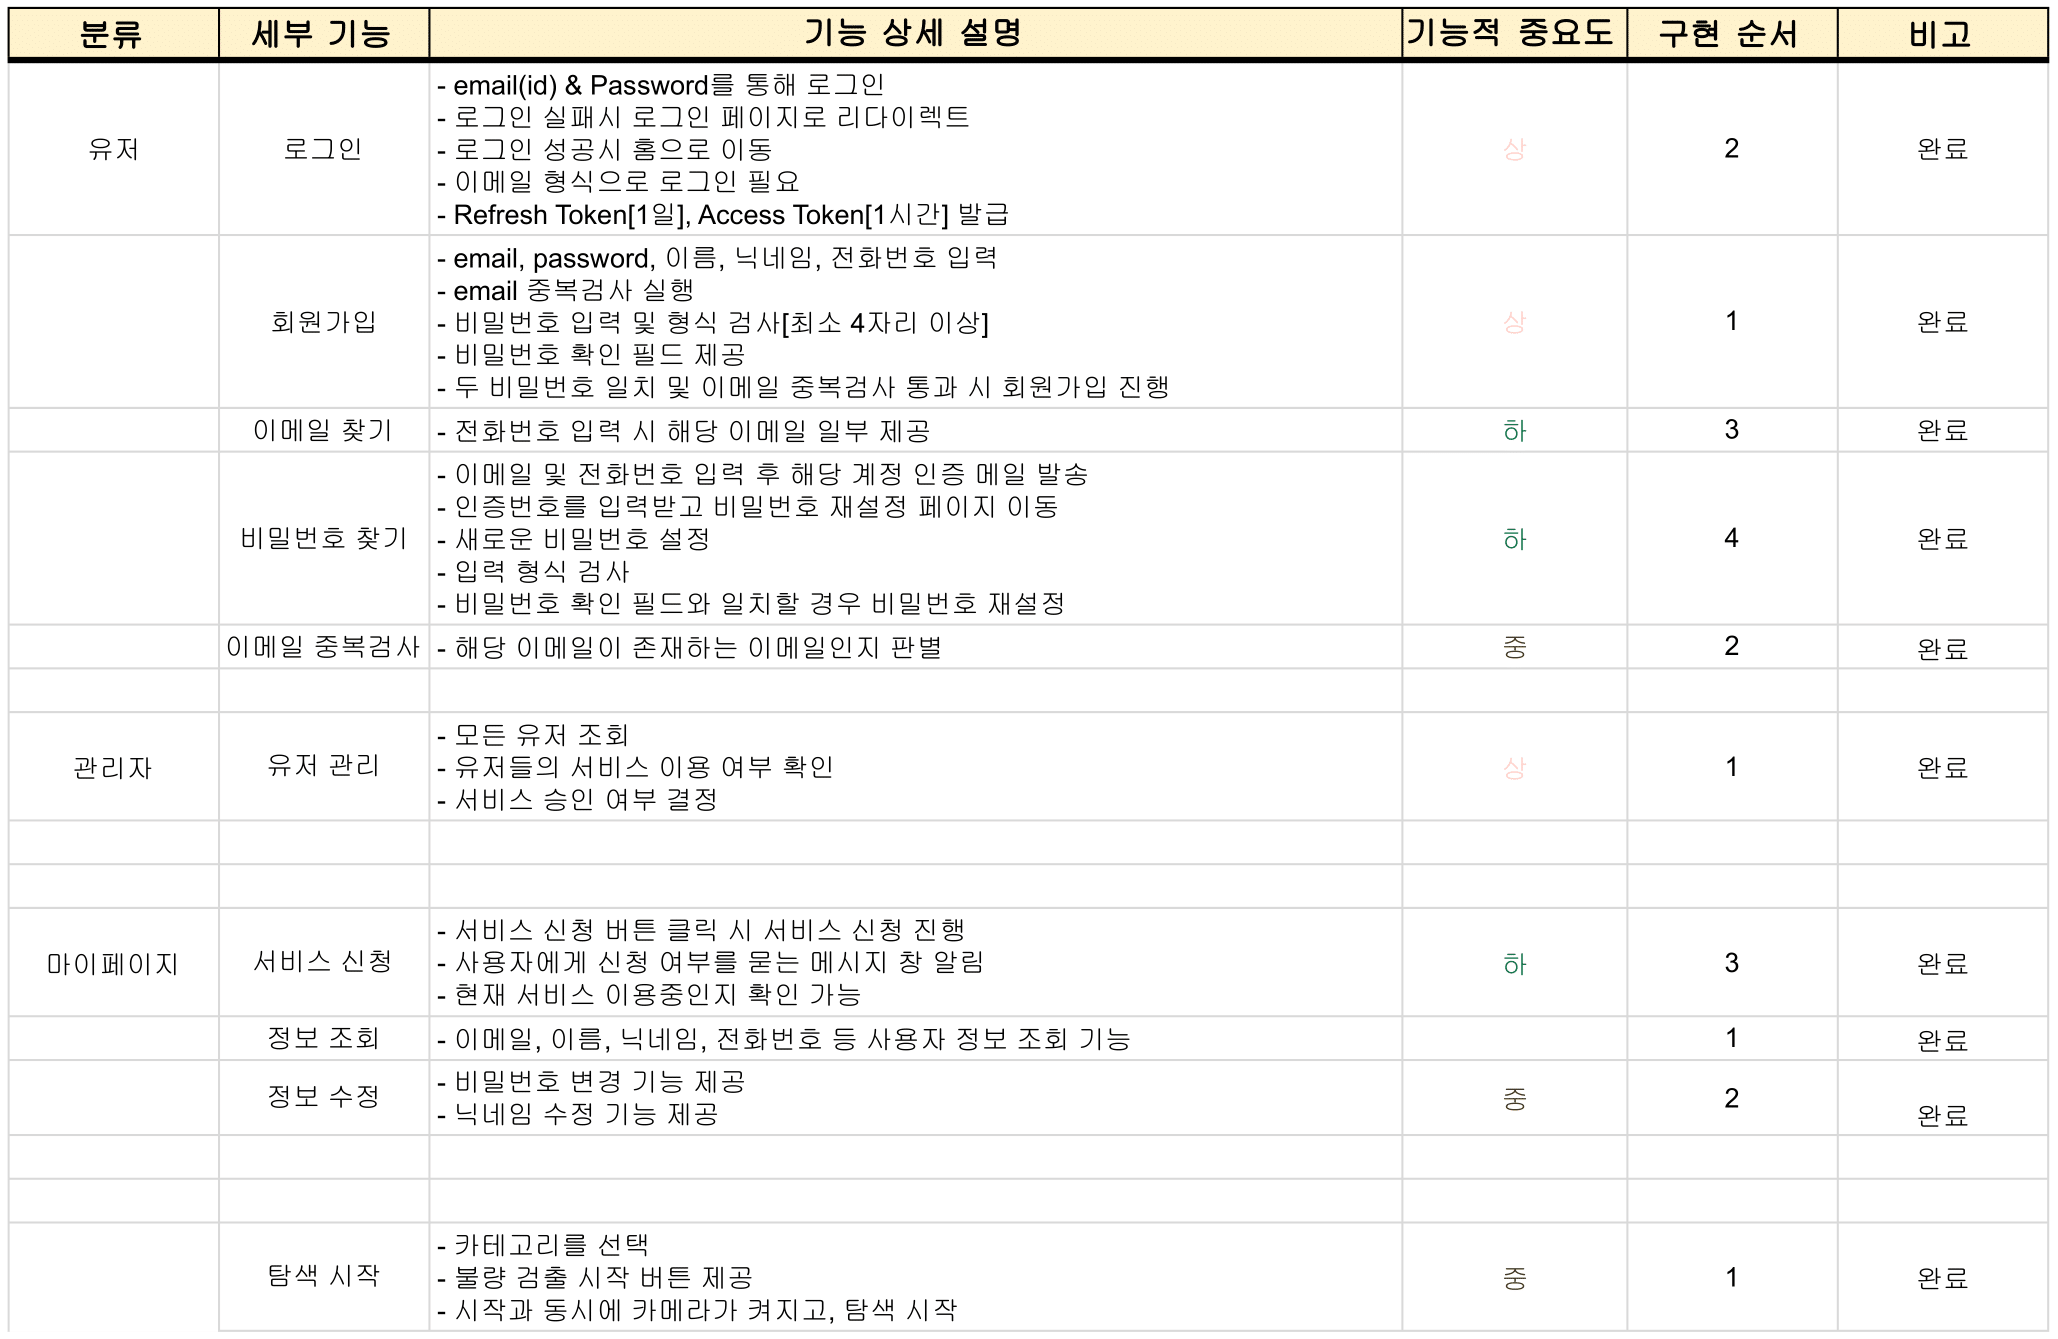 분류 세부 기능 기능 상세 설명 기능적 중요도 구현 순서 비고
유저 로그인
- email(id) & Password를 통해 로그인
- 로그인 실패시 로그인 페이지로 리다이렉트
- 로그인 성공시 홈으로 이동
- 이메일 형식으로 로그인 필요
- Refresh Token[1일], Access Token[1시간] 발급
상 2 완료
회원가입
- email, password, 이름, 닉네임, 전화번호 입력
- email 중복검사 실행
- 비밀번호 입력 및 형식 검사[최소 4자리 이상]
- 비밀번호 확인 필드 제공
- 두 비밀번호 일치 및 이메일 중복검사 통과 시 회원가입 진행
상 1 완료
이메일 찾기 - 전화번호 입력 시 해당 이메일 일부 제공 하 3 완료
비밀번호 찾기
- 이메일 및 전화번호 입력 후 해당 계정 인증 메일 발송
- 인증번호를 입력받고 비밀번호 재설정 페이지 이동
- 새로운 비밀번호 설정
- 입력 형식 검사
- 비밀번호 확인 필드와 일치할 경우 비밀번호 재설정
하 4 완료
이메일 중복검사 - 해당 이메일이 존재하는 이메일인지 판별 중 2 완료
관리자 유저 관리
- 모든 유저 조회
- 유저들의 서비스 이용 여부 확인
- 서비스 승인 여부 결정
상 1 완료
마이페이지 서비스 신청
- 서비스 신청 버튼 클릭 시 서비스 신청 진행
- 사용자에게 신청 여부를 묻는 메시지 창 알림
- 현재 서비스 이용중인지 확인 가능
하 3 완료
정보 조회 - 이메일, 이름, 닉네임, 전화번호 등 사용자 정보 조회 기능 1 완료
정보 수정
- 비밀번호 변경 기능 제공
- 닉네임 수정 기능 제공
중 2 완료
탐색 시작
- 카테고리를 선택
- 불량 검출 시작 버튼 제공
- 시작과 동시에 카메라가 켜지고, 탐색 시작
중 1 완료